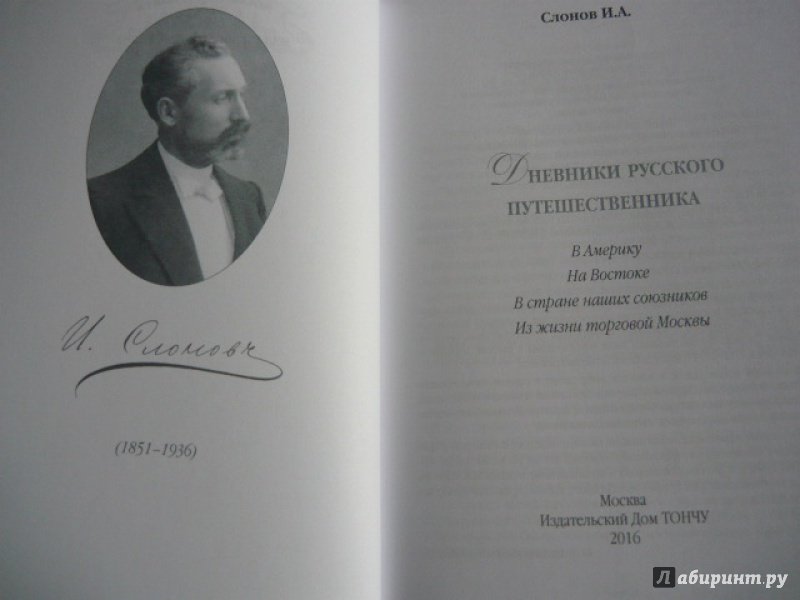 И. Слоновъ
(1851–1936)
Слонов И.А.
Дневники русского
путешественника
В Америку
На Востоке
В стране наших союзников
Из жизни торговой Москвы
Москва
Издательский Дом ТОНЧУ
2016
Лабиринт.ру